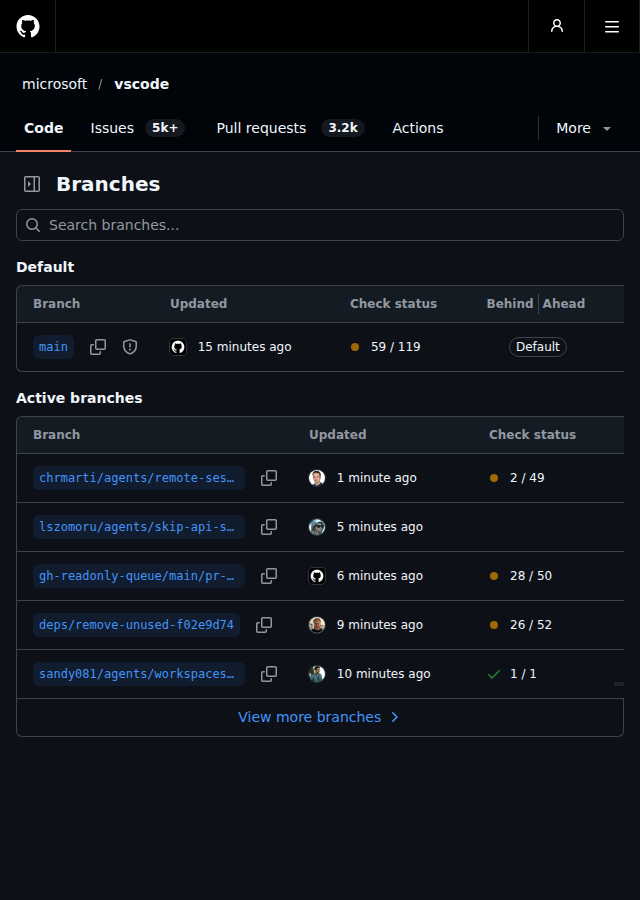 microsoft / vscode
Code Issues 5k+ Pull requests 3.2k Actions More
Branches
Search branches...
Default
Branch Updated Check status Behind Ahead
main 15 minutes ago 59 / 119 Default
Active branches
Branch Updated Check status
chrmarti/agents/remote-ses… 1 minute ago 2 / 49
lszomoru/agents/skip-api-s… 5 minutes ago
gh-readonly-queue/main/pr-… 6 minutes ago 28 / 50
deps/remove-unused-f02e9d74 9 minutes ago 26 / 52
sandy081/agents/workspaces… 10 minutes ago 1 / 1
View more branches